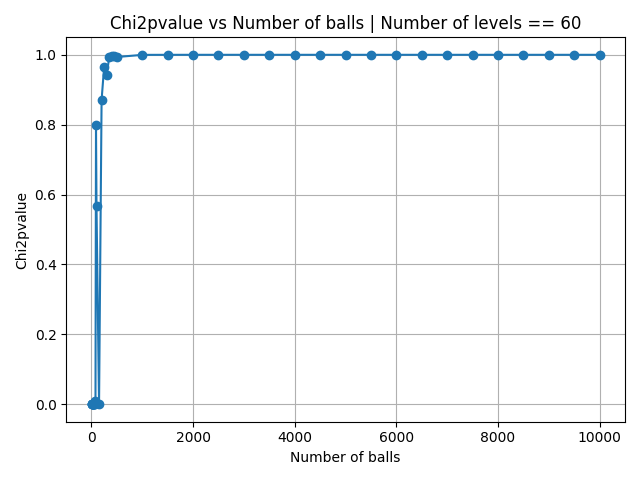 Chi2pvalue vs Number of balls | Number of levels == 60
1.0
0.8
0.6
0.4
0.2
0.0
Chi2pvalue
0 2000 4000 6000 8000 10000
Number of balls